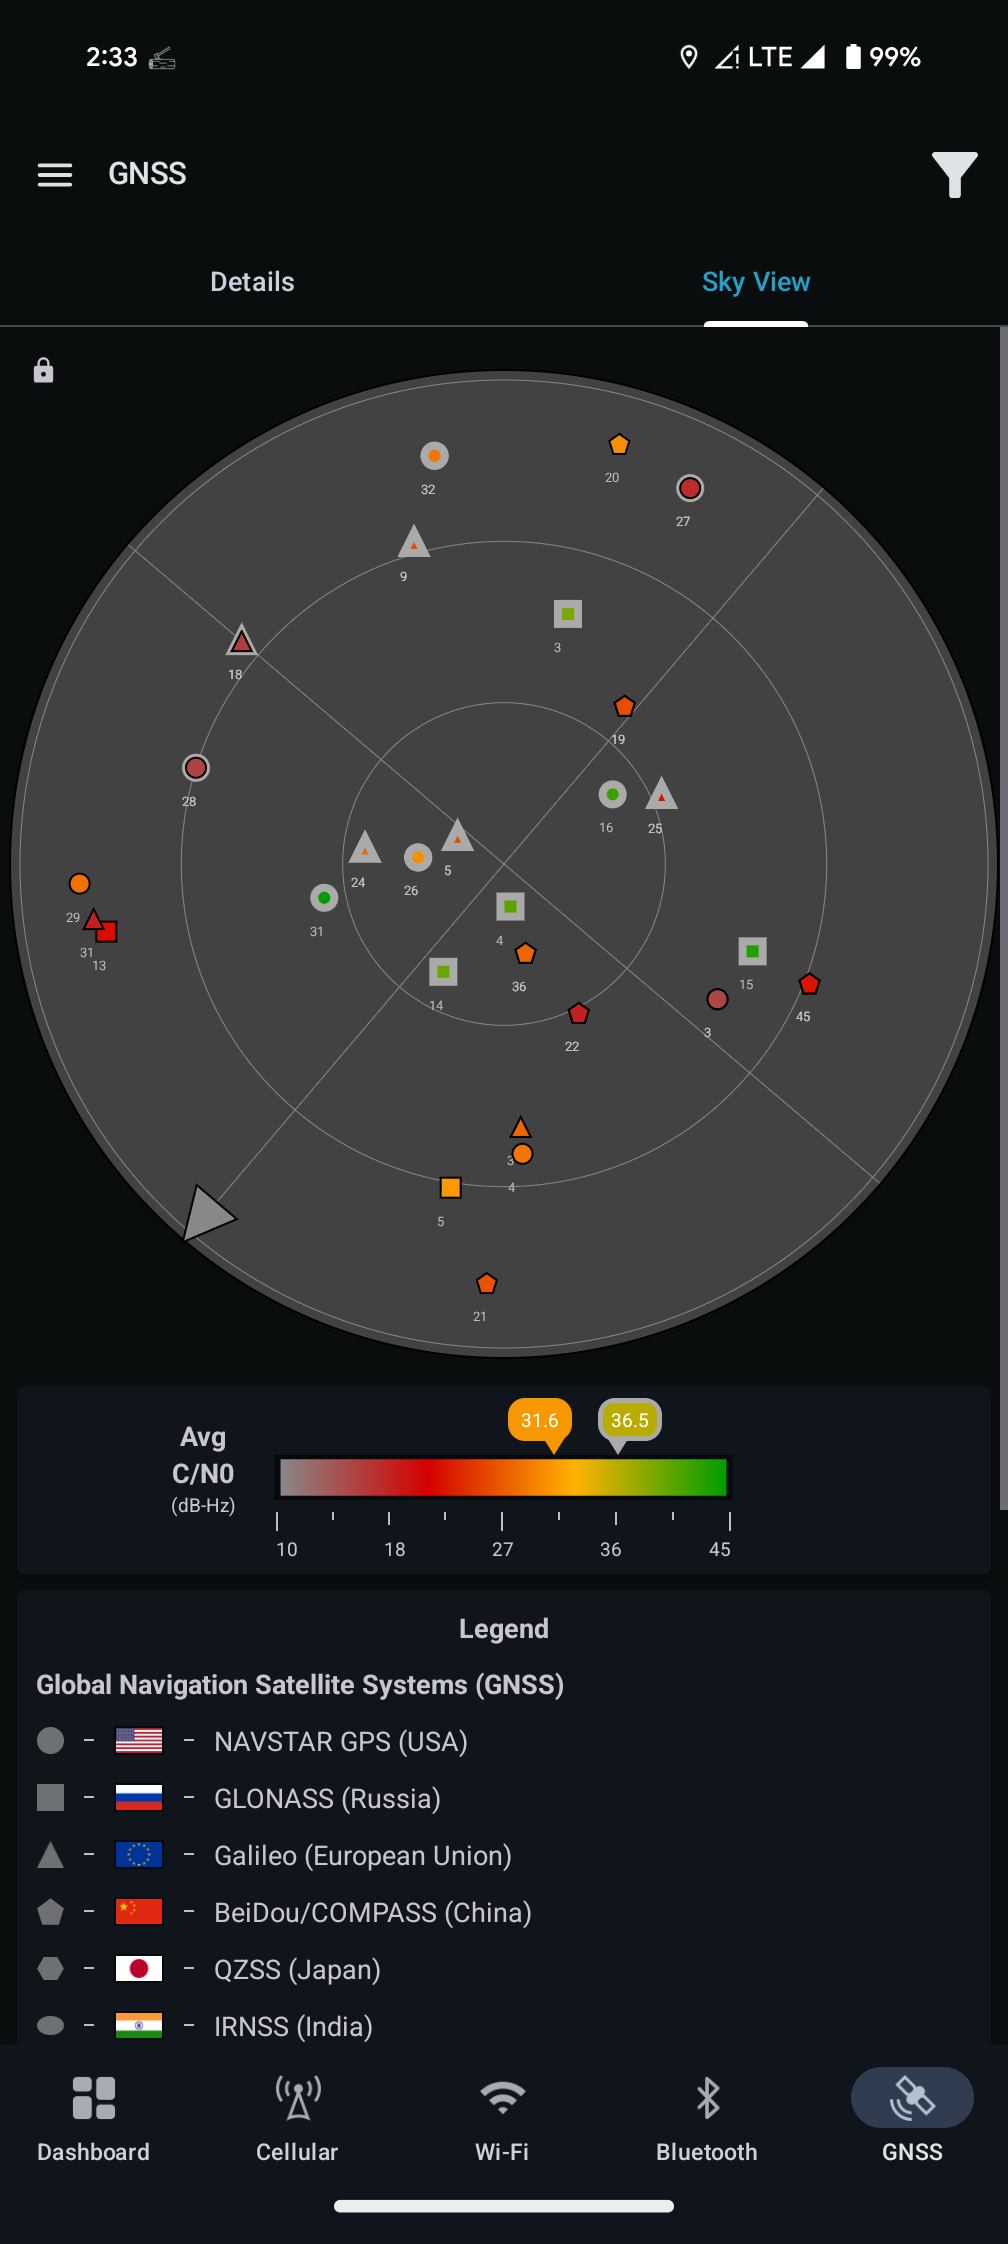 2:33
LTE 99%
GNSS
Details Sky View
32
20
27
9
3
18
19
28
16 25
24 26 5
29
31
13
31
4
14
36
15
3
45
22
3
4
5
21
Avg
C/N0
(dB-Hz)
31.6 36.5
10 18 27 36 45
Legend
Global Navigation Satellite Systems (GNSS)
– – NAVSTAR GPS (USA)
– – GLONASS (Russia)
– – Galileo (European Union)
– – BeiDou/COMPASS (China)
– – QZSS (Japan)
– – IRNSS (India)
Dashboard Cellular Wi-Fi Bluetooth GNSS